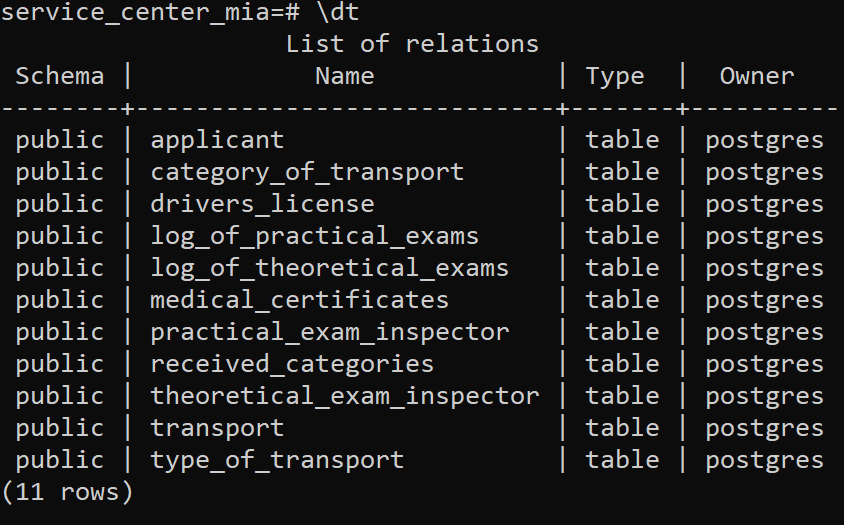 service_center_mia=# \dt
                   List of relations
 Schema |            Name            | Type  |  Owner
--------+----------------------------+-------+----------
 public | applicant                  | table | postgres
 public | category_of_transport      | table | postgres
 public | drivers_license            | table | postgres
 public | log_of_practical_exams     | table | postgres
 public | log_of_theoretical_exams   | table | postgres
 public | medical_certificates       | table | postgres
 public | practical_exam_inspector   | table | postgres
 public | received_categories        | table | postgres
 public | theoretical_exam_inspector | table | postgres
 public | transport                  | table | postgres
 public | type_of_transport          | table | postgres
(11 rows)